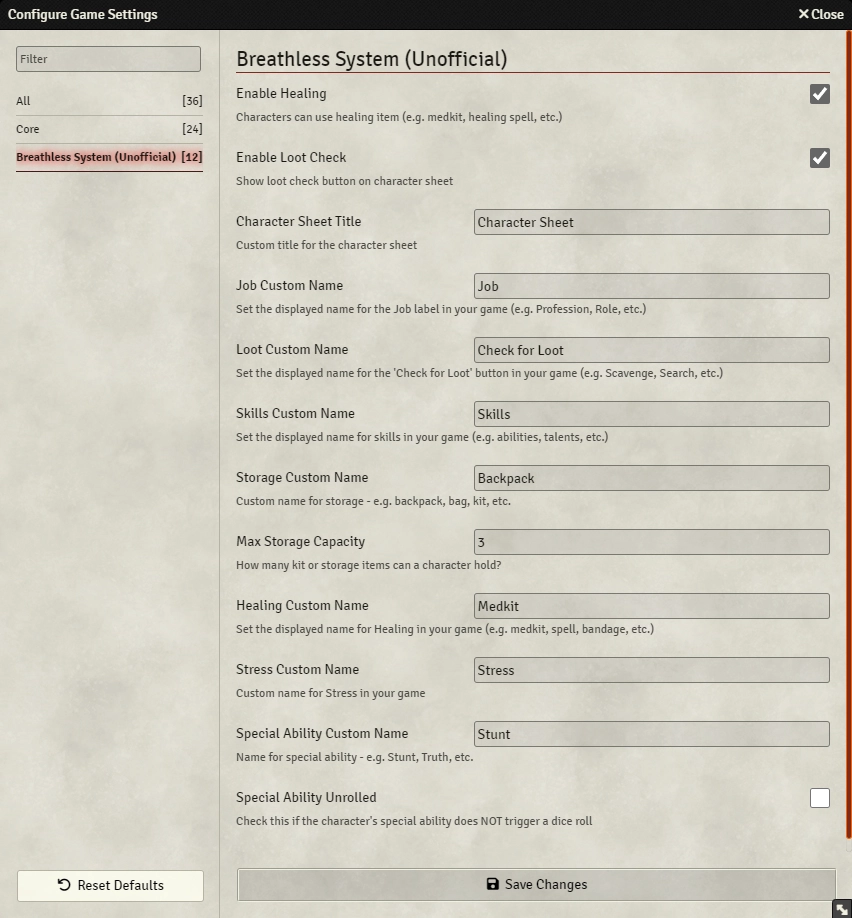 Configure Game Settings
Close
Filter
All [36]
Core [24]
Breathless System (Unofficial) [12]
Breathless System (Unofficial)
Enable Healing
Characters can use healing item (e.g. medkit, healing spell, etc.)
Enable Loot Check
Show loot check button on character sheet
Character Sheet Title Character Sheet
Custom title for the character sheet
Job Custom Name Job
Set the displayed name for the Job label in your game (e.g. Profession, Role, etc.)
Loot Custom Name Check for Loot
Set the displayed name for the 'Check for Loot' button in your game (e.g. Scavenge, Search, etc.)
Skills Custom Name Skills
Set the displayed name for skills in your game (e.g. abilities, talents, etc.)
Storage Custom Name Backpack
Custom name for storage - e.g. backpack, bag, kit, etc.
Max Storage Capacity 3
How many kit or storage items can a character hold?
Healing Custom Name Medkit
Set the displayed name for Healing in your game (e.g. medkit, spell, bandage, etc.)
Stress Custom Name Stress
Custom name for Stress in your game
Special Ability Custom Name Stunt
Name for special ability - e.g. Stunt, Truth, etc.
Special Ability Unrolled
Check this if the character's special ability does NOT trigger a dice roll
Reset Defaults
Save Changes